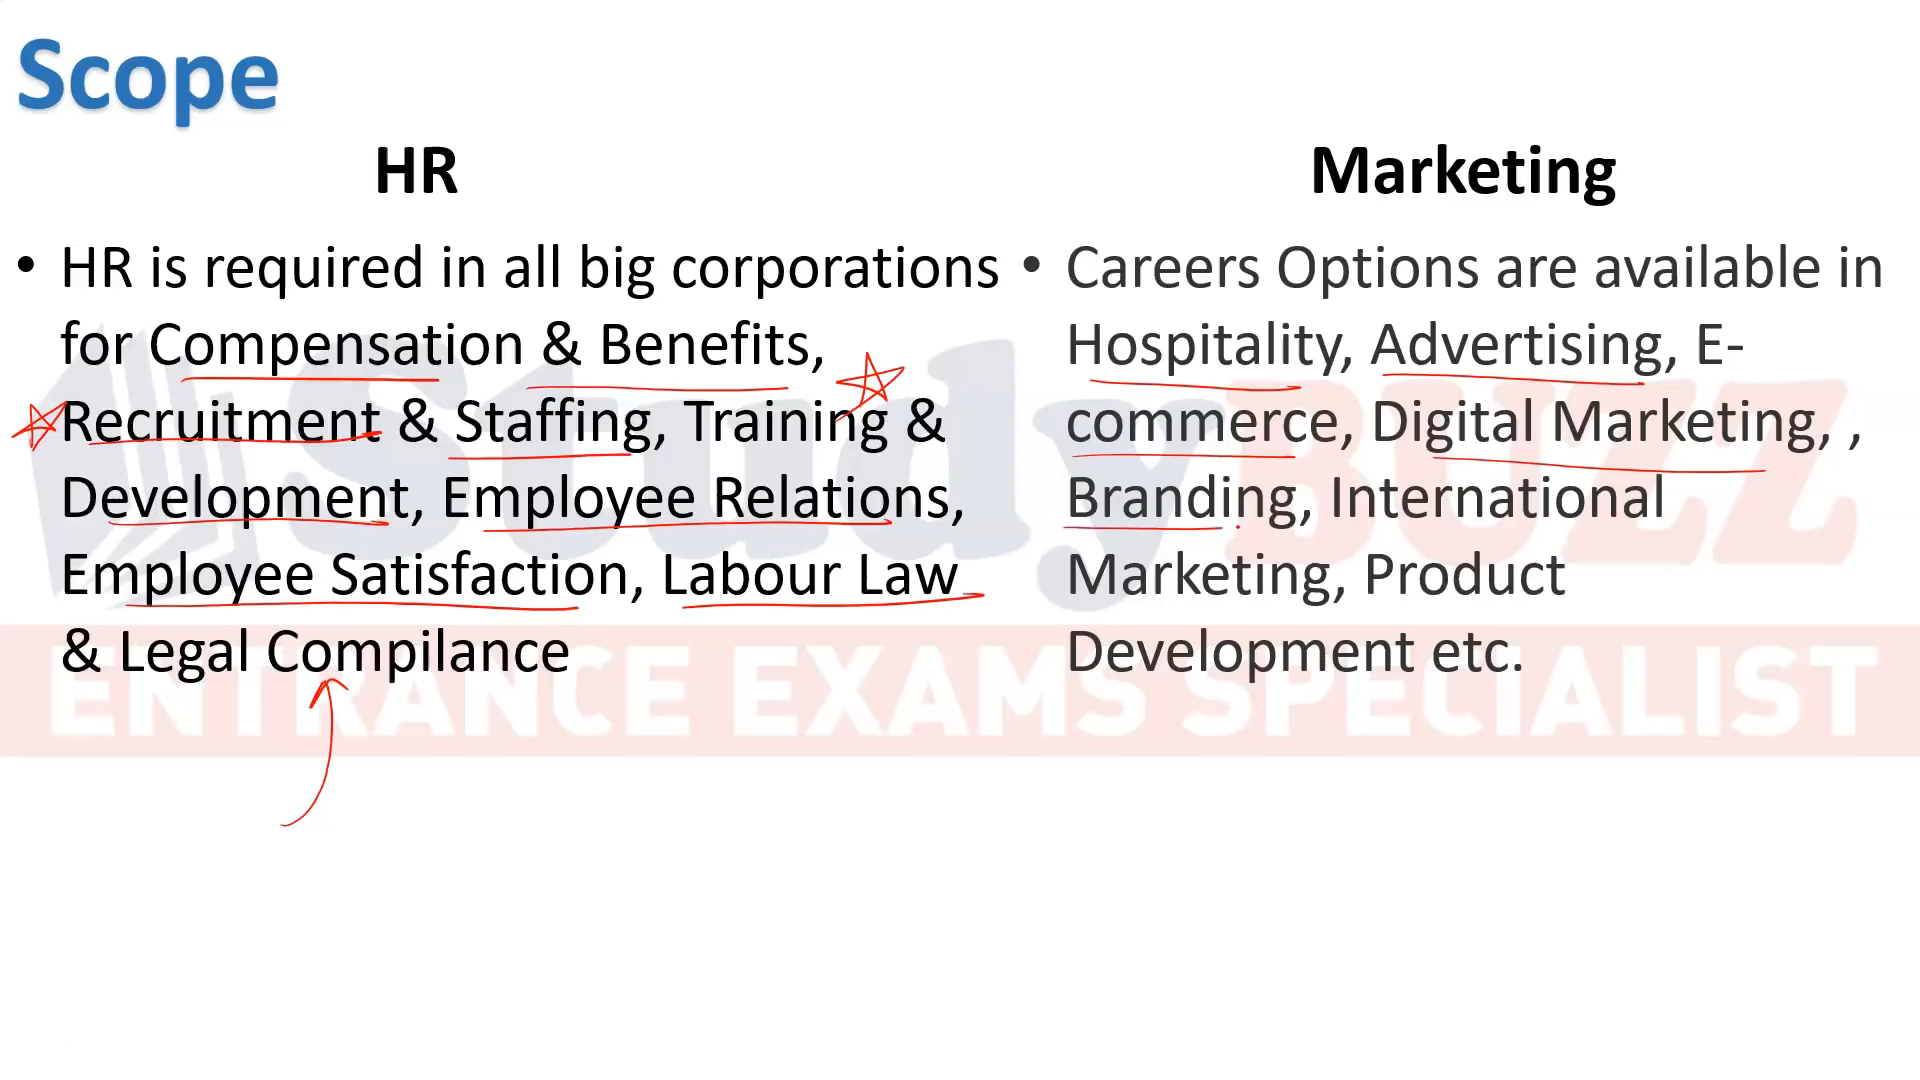 Scope
HR
• HR is required in all big corporations
for Compensation & Benefits,
Recruitment & Staffing, Training &
Development, Employee Relations,
Employee Satisfaction, Labour Law
& Legal Compilance
Marketing
• Careers Options are available in
Hospitality, Advertising, E-
commerce, Digital Marketing, ,
Branding, International
Marketing, Product
Development etc.
StudyBUZZ
ENTRANCE EXAMS SPECIALIST